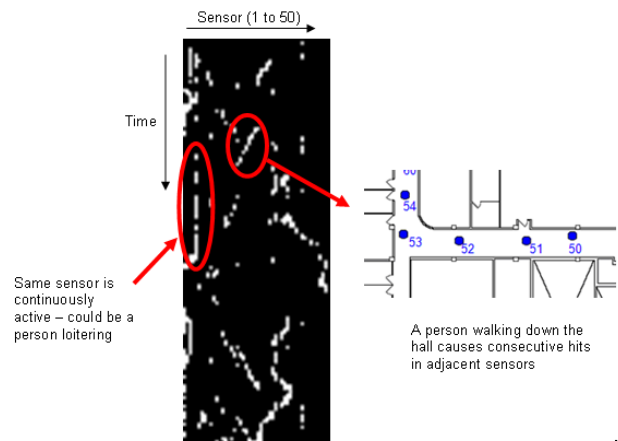 Sensor (1 to 50)
Time
Same sensor is
continuously
active – could be a
person loitering
60
54
53
52
51
50
A person walking down the
hall causes consecutive hits
in adjacent sensors